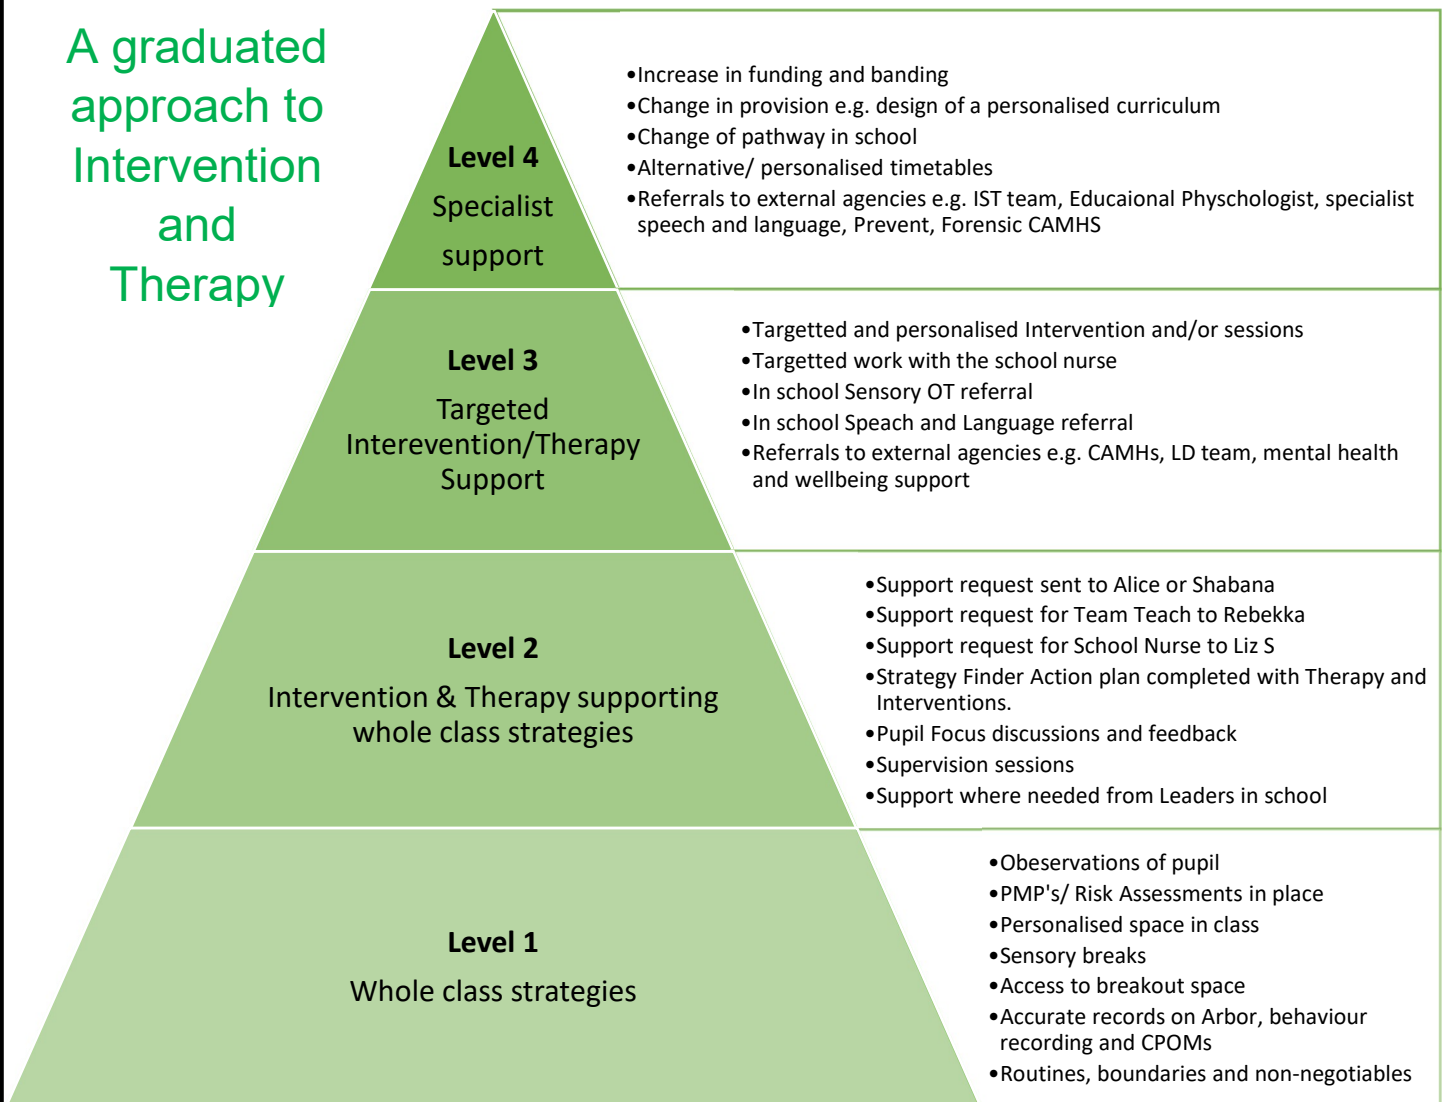 A graduated
approach to
Intervention
and
Therapy
Level 4
Specialist
support
•Increase in funding and banding
•Change in provision e.g. design of a personalised curriculum
•Change of pathway in school
•Alternative/ personalised timetables
•Referrals to external agencies e.g. IST team, Educaional Physchologist, specialist
speech and language, Prevent, Forensic CAMHS
Level 3
Targeted
Interevention/Therapy
Support
•Targetted and personalised Intervention and/or sessions
•Targetted work with the school nurse
•In school Sensory OT referral
•In school Speach and Language referral
•Referrals to external agencies e.g. CAMHs, LD team, mental health
and wellbeing support
Level 2
Intervention & Therapy supporting
whole class strategies
•Support request sent to Alice or Shabana
•Support request for Team Teach to Rebekka
•Support request for School Nurse to Liz S
•Strategy Finder Action plan completed with Therapy and
Interventions.
•Pupil Focus discussions and feedback
•Supervision sessions
•Support where needed from Leaders in school
Level 1
Whole class strategies
•Obeservations of pupil
•PMP's/ Risk Assessments in place
•Personalised space in class
•Sensory breaks
•Access to breakout space
•Accurate records on Arbor, behaviour
recording and CPOMs
•Routines, boundaries and non-negotiables